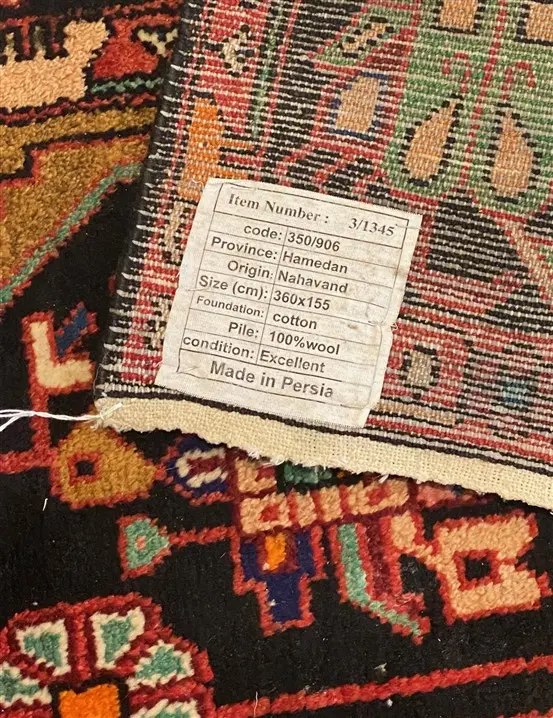 Item Number : 3/1345
code: 350/906
Province: Hamedan
Origin: Nahavand
Size (cm): 360x155
Foundation: cotton
Pile: 100%wool
condition: Excellent
Made in Persia